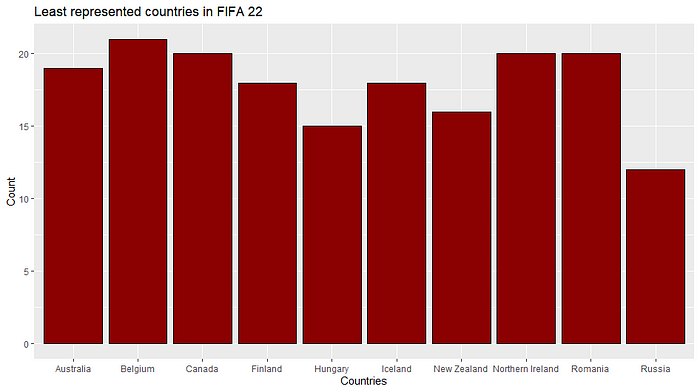 Least represented countries in FIFA 22
20
15
10
5
0
Count
Australia Belgium Canada Finland Hungary Iceland New Zealand Northern Ireland Romania Russia
Countries